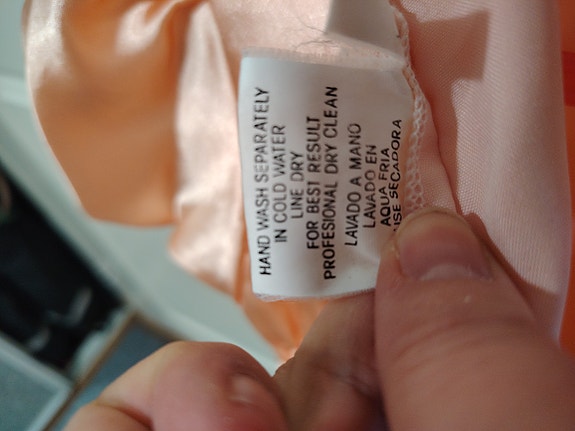 HAND WASH SEPARATELY
IN COLD WATER
LINE DRY
FOR BEST RESULT
PROFESIONAL DRY CLEAN
LAVADO A MANO
LAVADO EN
AQUA FRIA
SECADORA